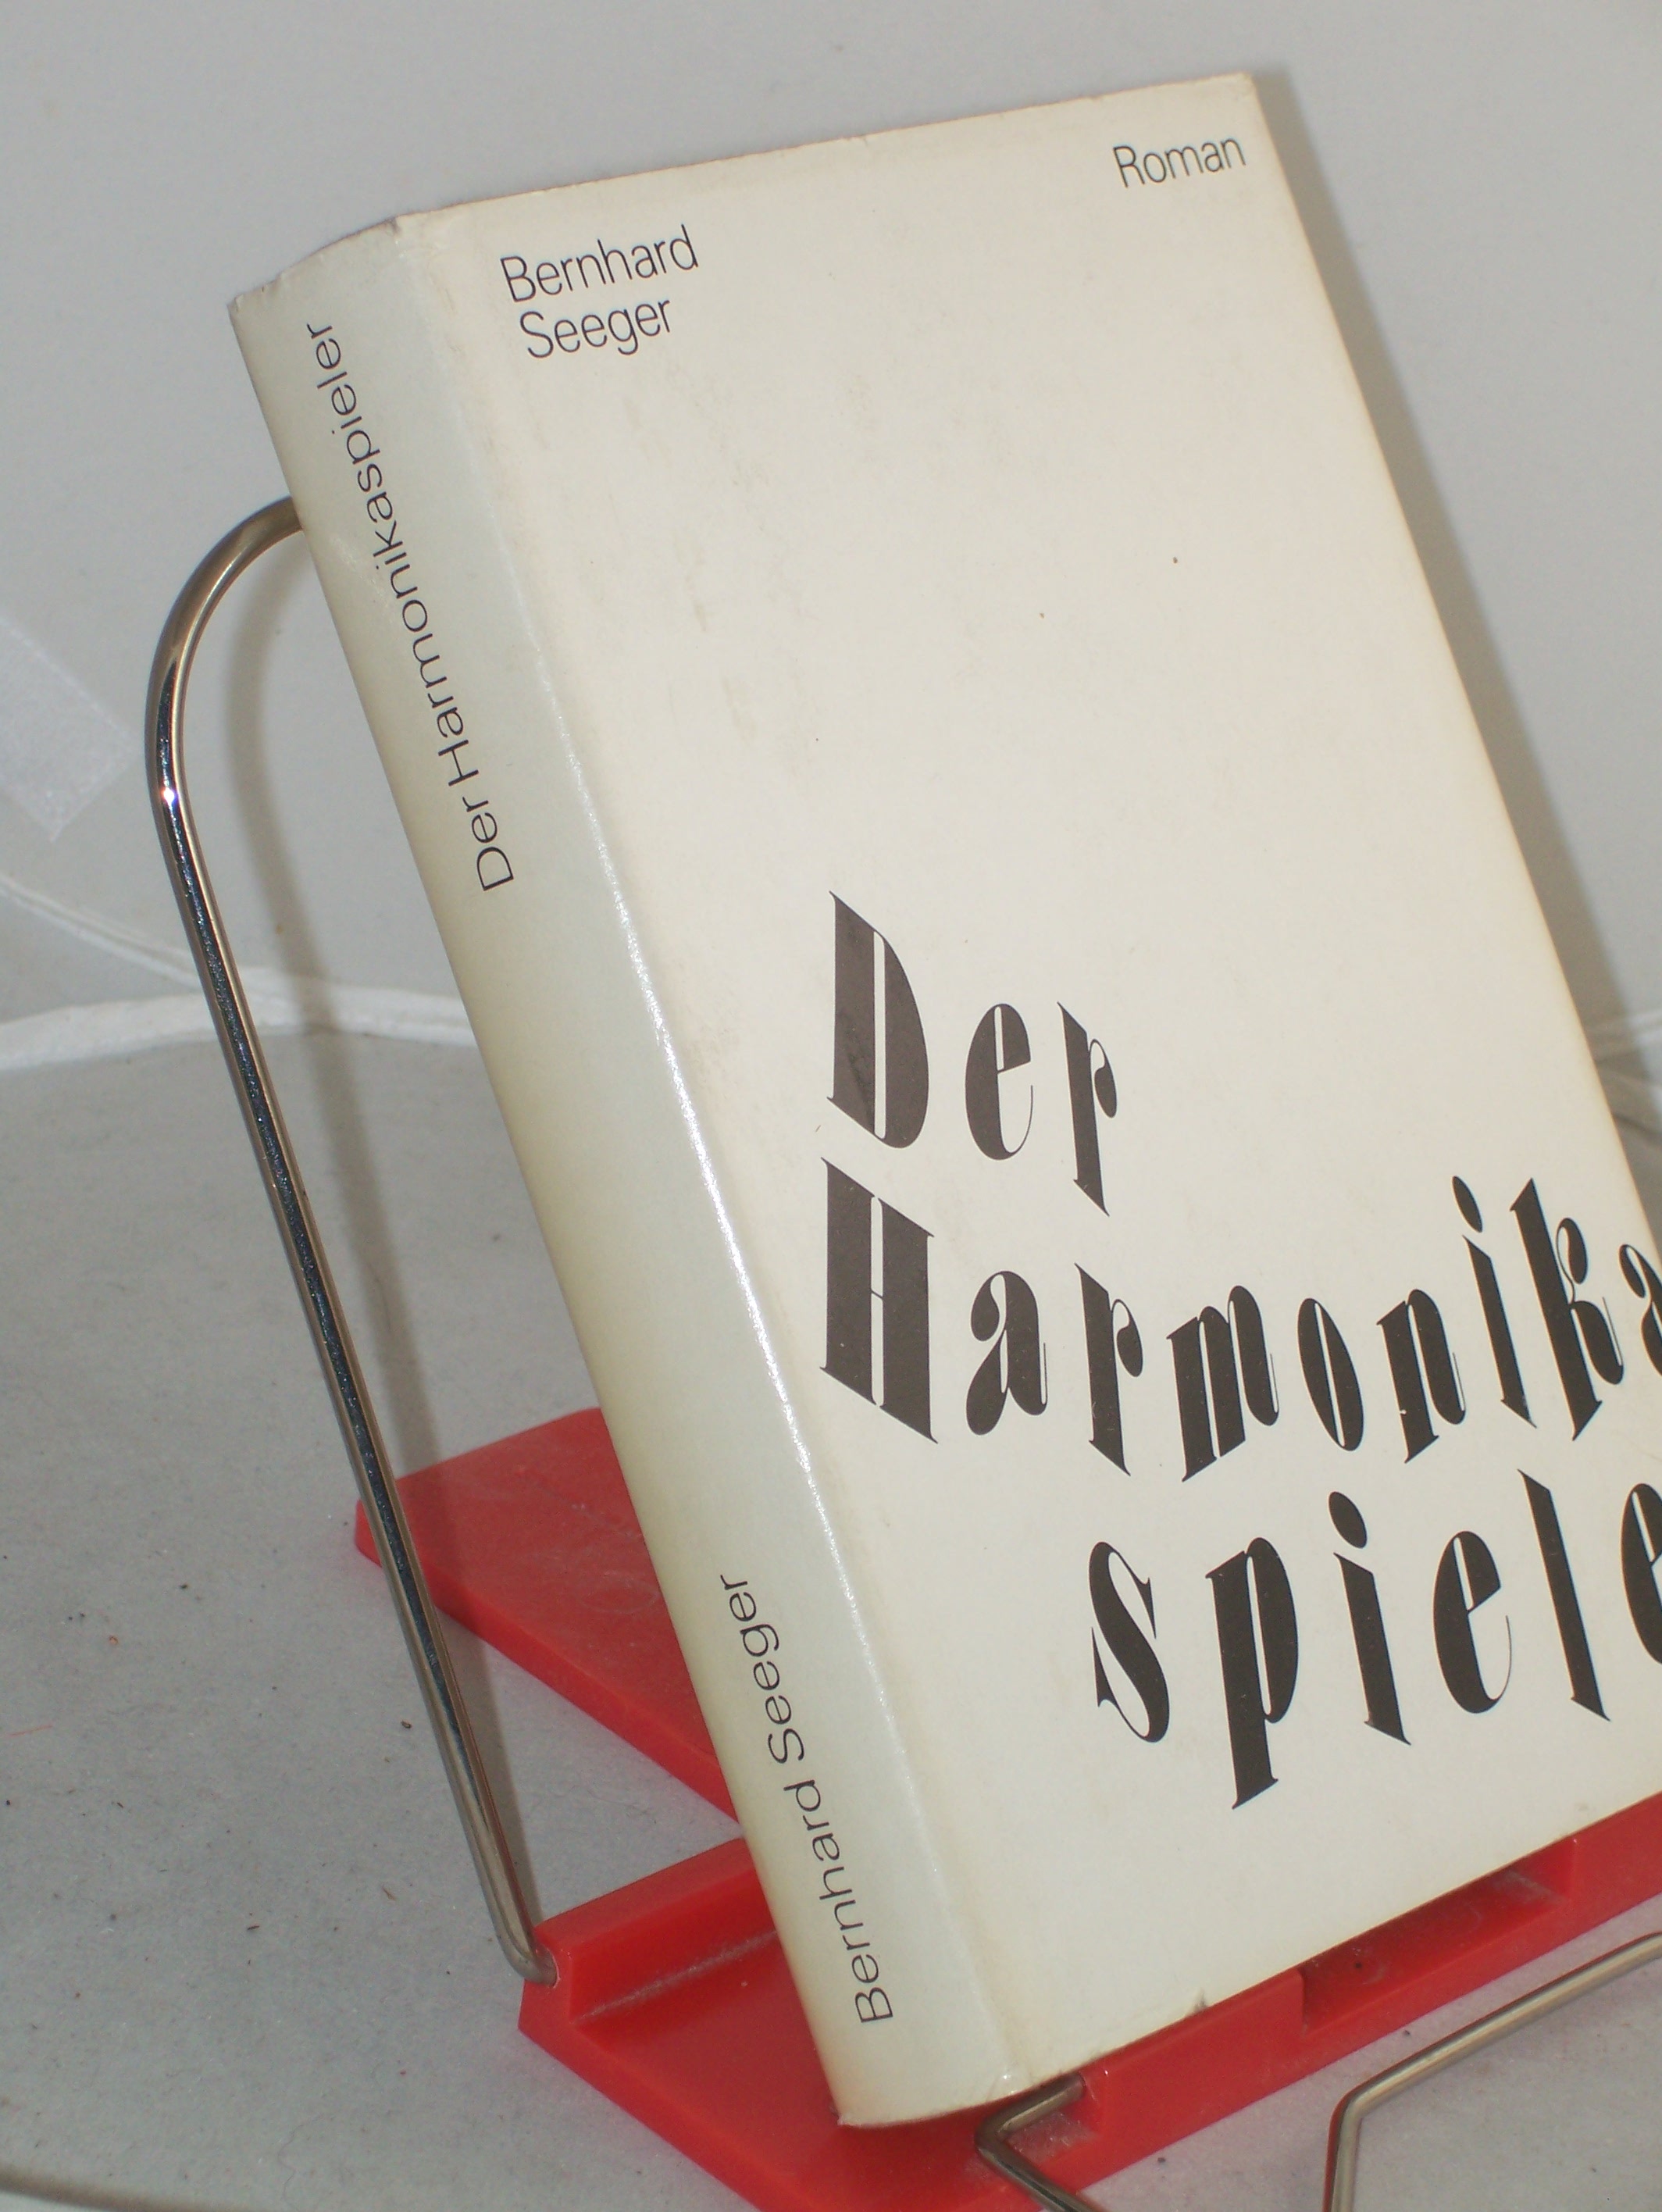 Bernhard
Seeger
Roman
Der
Harmonika
spiele
Der Harmonikaspieler
Bernhard Seeger